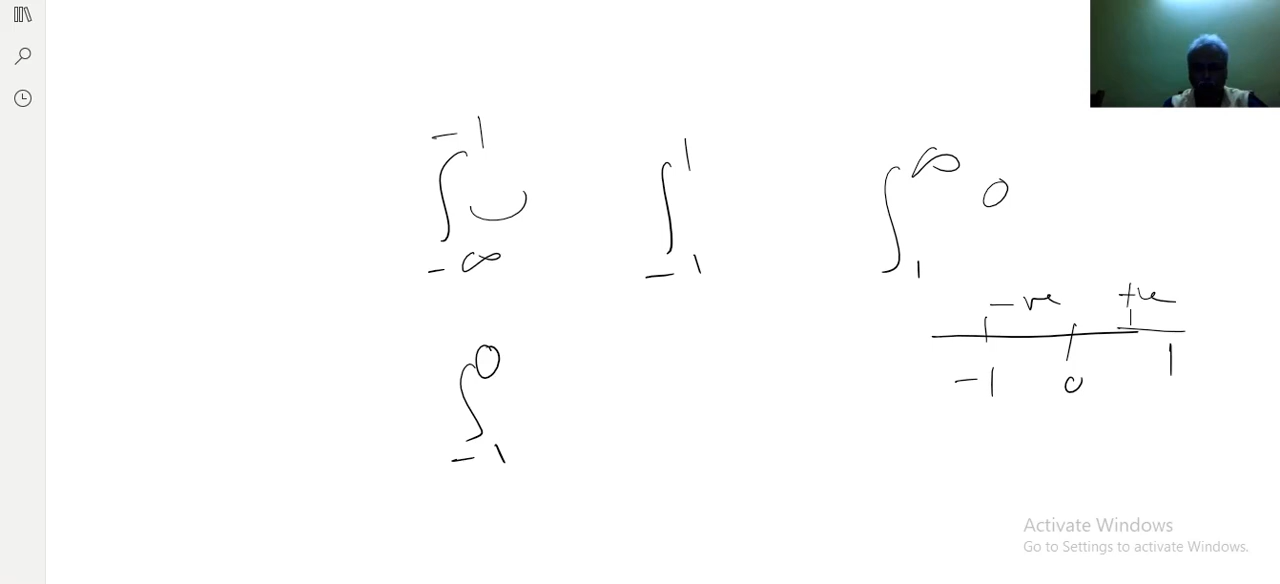 ∫_{-∞}^{-1} ∫_{-1}^{1} ∫_{1}^{∞} 0
-ve +ve
-1 0 1
∫_{-1}^{0}
Activate Windows
Go to Settings to activate Windows.